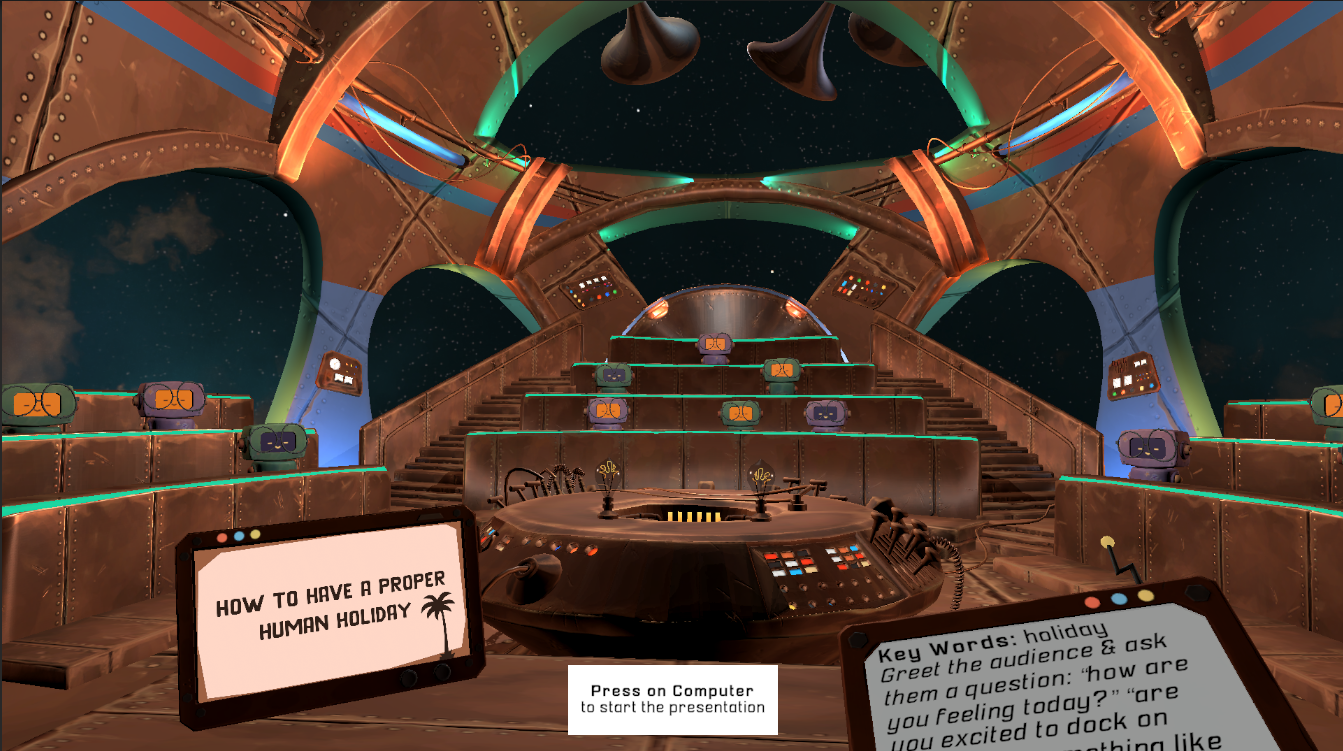 HOW TO HAVE A PROPER
HUMAN HOLIDAY
Press on Computer
to start the presentation
Key Words: holiday
Greet the audience & ask
them a question: “how are
you feeling today?” “are
you excited to dock on
like